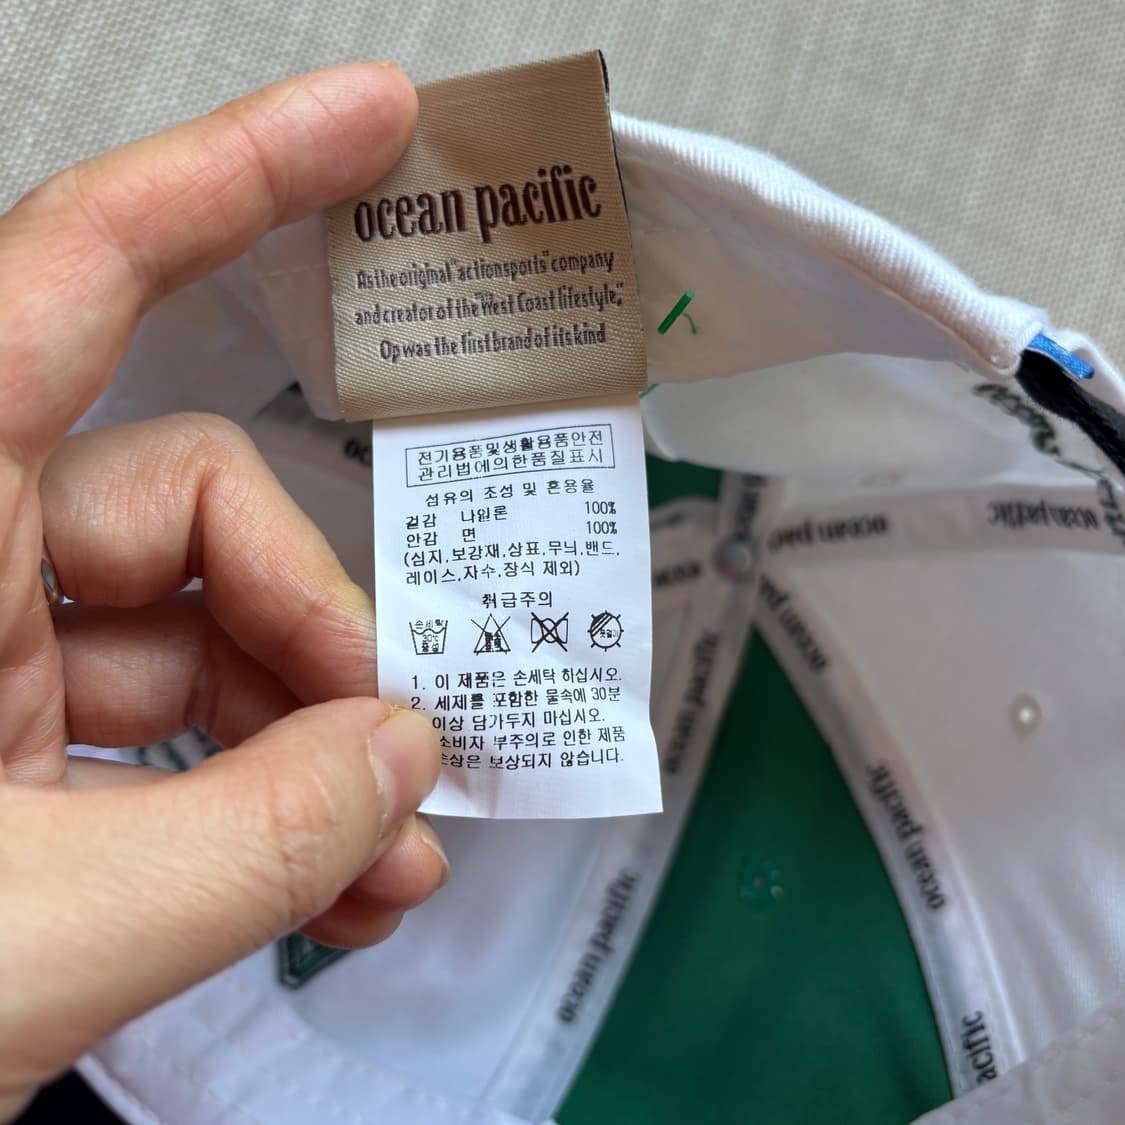 ocean pacific
As the original "actionsports" company
and creator of the "West Coast lifestyle,"
Op was the first brand of its kind
전기용품및생활용품안전
관리법에의한품질표시
섬유의 조성 및 혼용율
겉감 나일론 100%
안감 면 100%
(심지,보강재,상표,무늬,밴드,
레이스,자수,장식 제외)
취급주의
손세탁
30℃
중성
1. 이 제품은 손세탁 하십시오.
2. 세제를 포함한 물속에 30분
이상 담가두지 마십시오.
소비자 부주의로 인한 제품
손상은 보상되지 않습니다.
ocean pacific
ocean pacific
ocean pacific
ocean pacific
ocean pacific